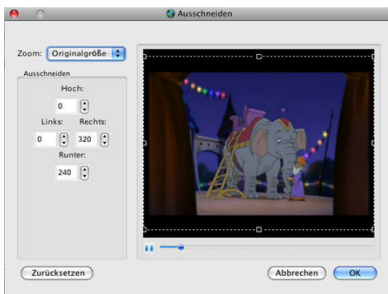 Ausschneiden
Zoom: Originalgröße
Ausschneiden
Hoch:
0
Links: Rechts:
0 320
Runter:
240
Zurücksetzen Abbrechen OK